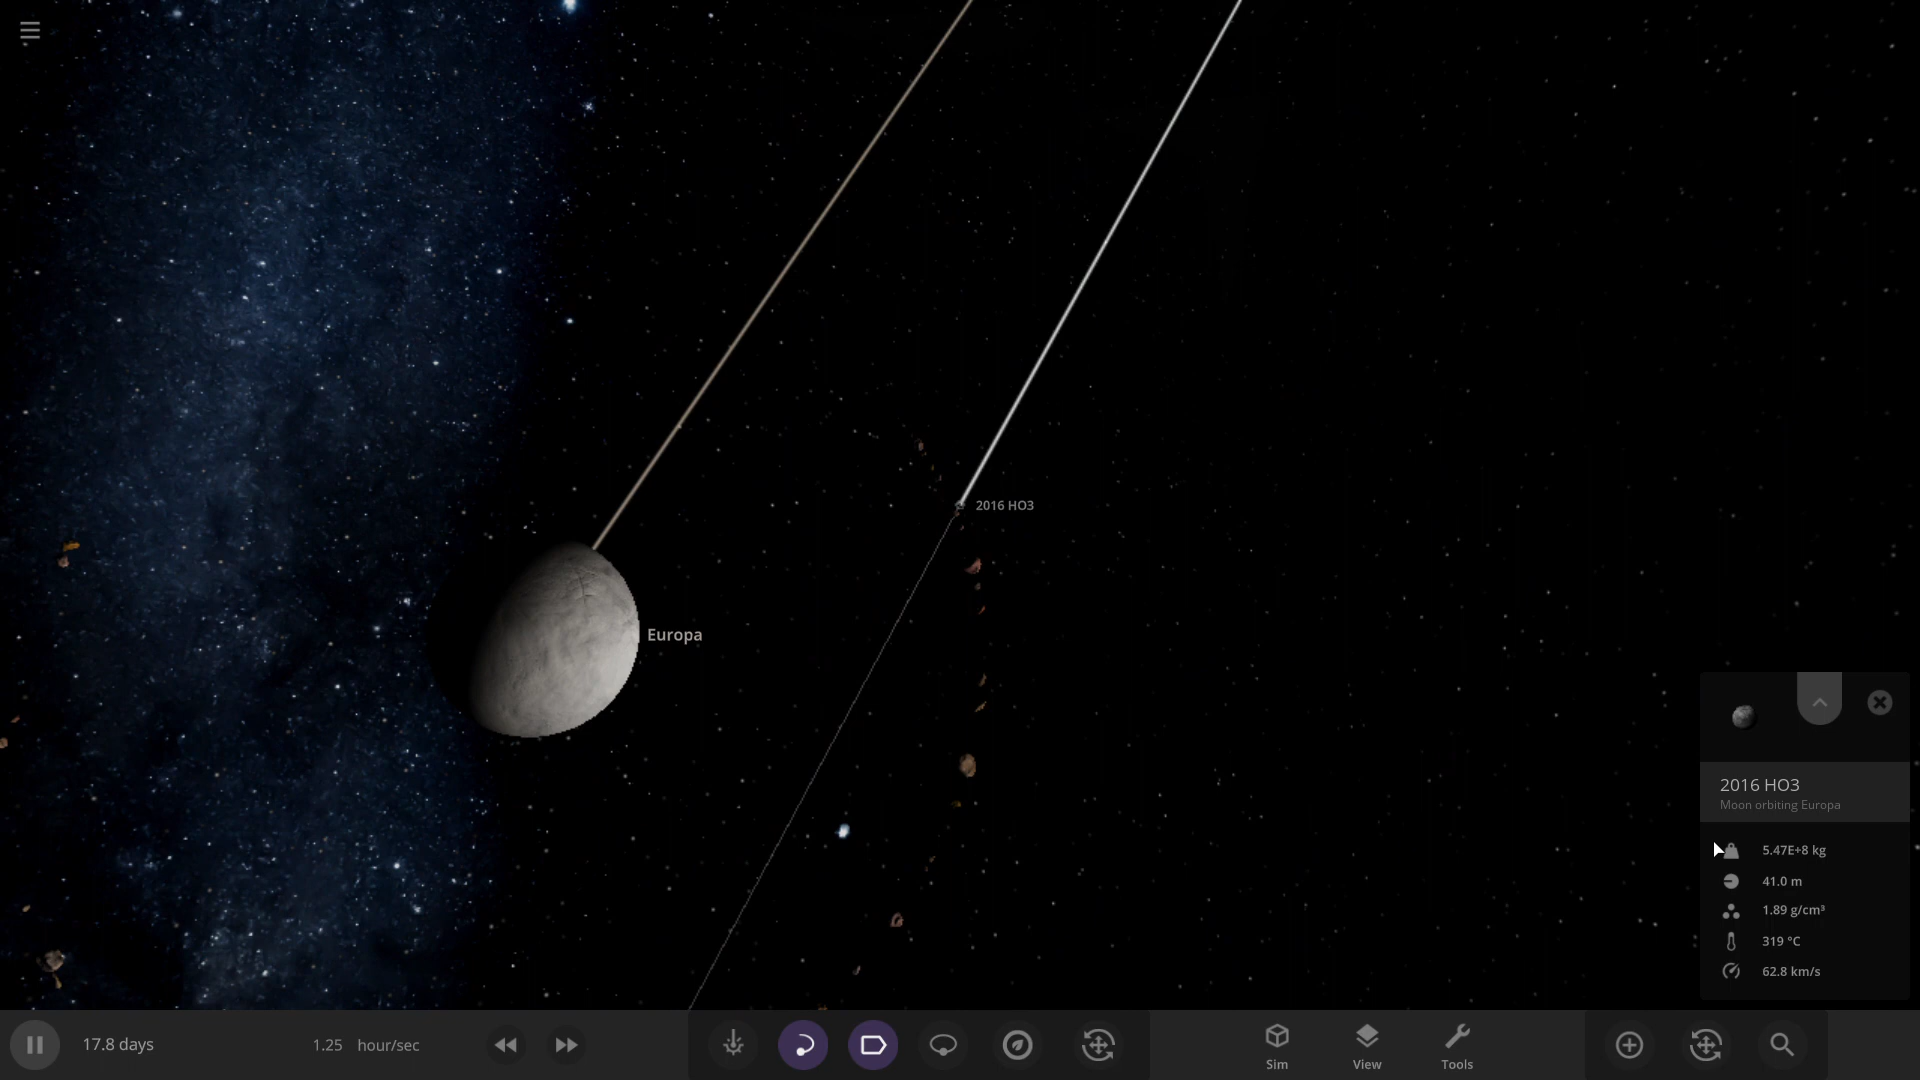 2016 HO3
Europa
2016 HO3
Moon orbiting Europa
5.47E+8 kg
41.0 m
1.89 g/cm³
319 °C
62.8 km/s
17.8 days
1.25 hour/sec
Sim
View
Tools